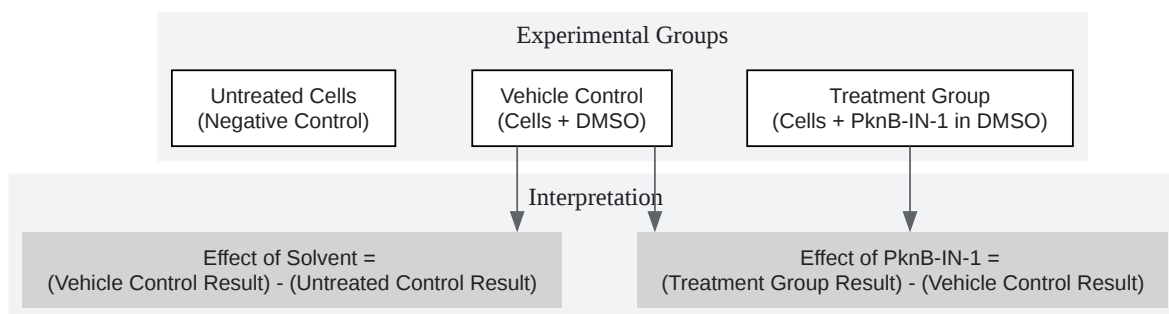 Experimental Groups
Untreated Cells
(Negative Control)
Vehicle Control
(Cells + DMSO)
Treatment Group
(Cells + PknB-IN-1 in DMSO)
Interpretation
Effect of Solvent =
(Vehicle Control Result) - (Untreated Control Result)
Effect of PknB-IN-1 =
(Treatment Group Result) - (Vehicle Control Result)